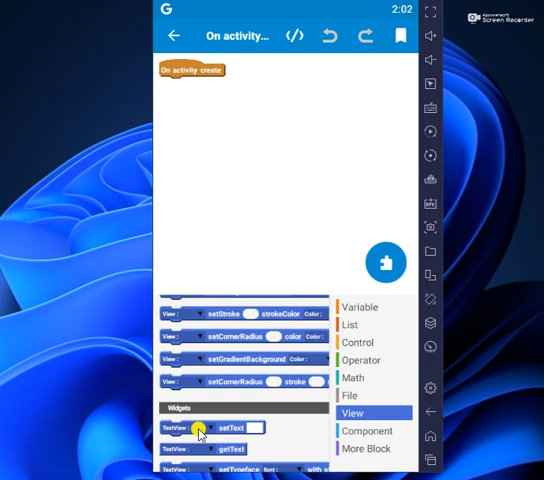 G 2:02
Apowersoft
Screen Recorder
On activity... </>
On activity create
View: setStroke strokeColor Color:
View: setCornerRadius color Color:
View: setGradientBackground Color:
View: setCornerRadius stroke
Widgets
TextView: setText
TextView: getText
TextView: setTypeface font: with st
Variable
List
Control
Operator
Math
File
View
Component
More Block